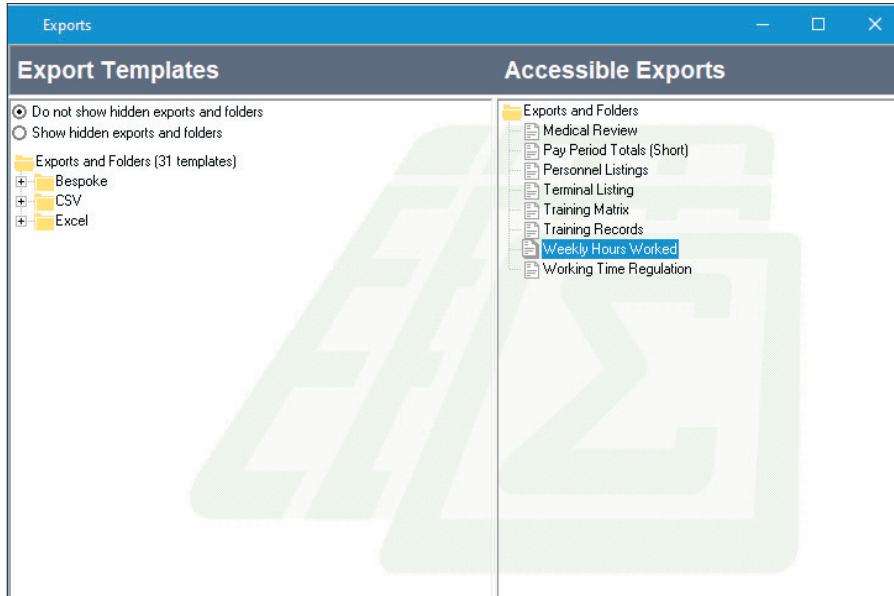 Exports
Export Templates
Accessible Exports
Do not show hidden exports and folders
Show hidden exports and folders
Exports and Folders (31 templates)
Bespoke
CSV
Excel
Exports and Folders
Medical Review
Pay Period Totals (Short)
Personnel Listings
Terminal Listing
Training Matrix
Training Records
Weekly Hours Worked
Working Time Regulation